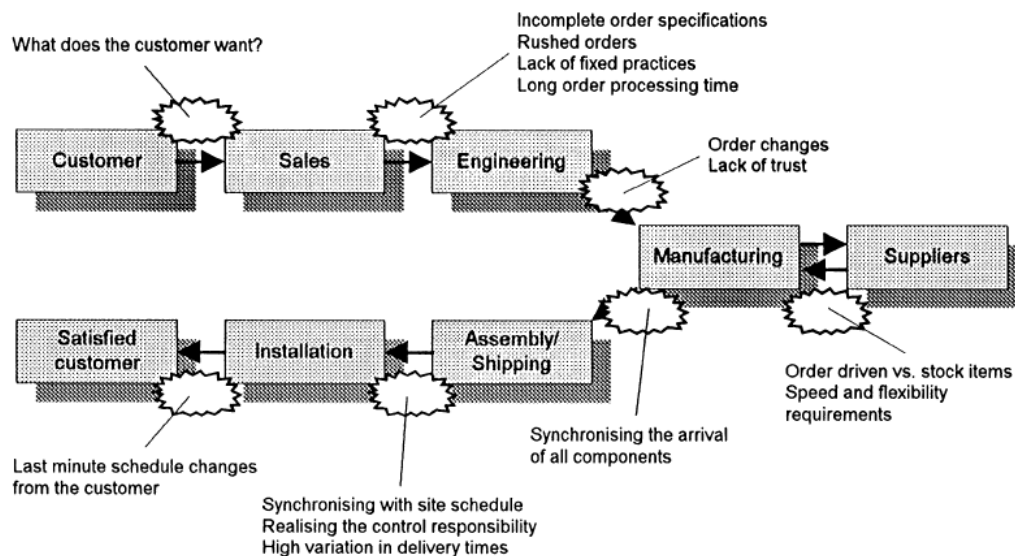 What does the customer want?
Incomplete order specifications
Rushed orders
Lack of fixed practices
Long order processing time
Customer
Sales
Engineering
Order changes
Lack of trust
Manufacturing
Suppliers
Satisfied
customer
Installation
Assembly/
Shipping
Order driven vs. stock items
Speed and flexibility
requirements
Synchronising the arrival
of all components
Last minute schedule changes
from the customer
Synchronising with site schedule
Realising the control responsibility
High variation in delivery times